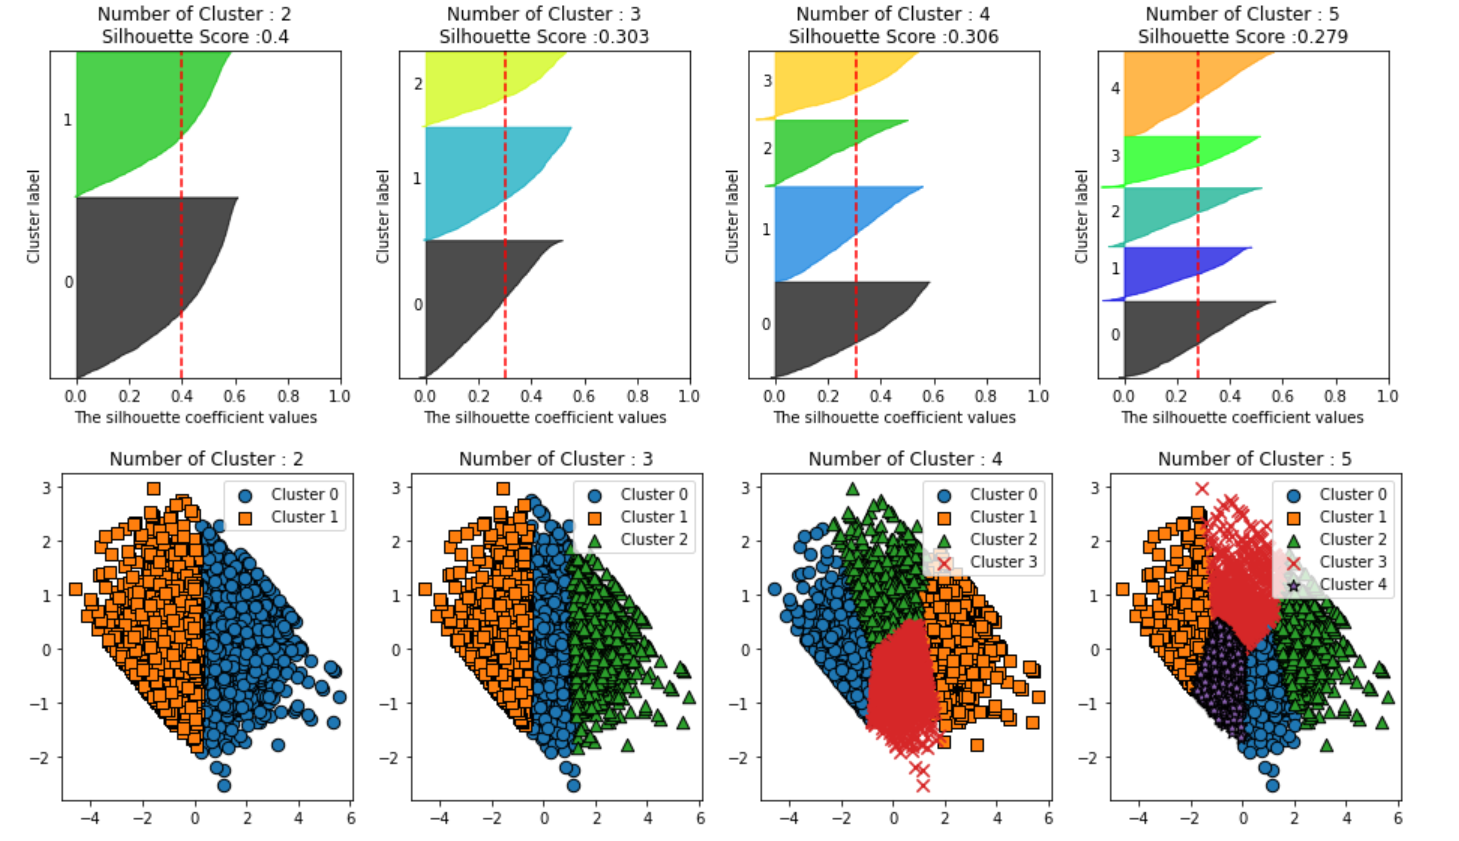 Number of Cluster : 2
Silhouette Score :0.4
1
0
Cluster label
0.0 0.2 0.4 0.6 0.8 1.0
The silhouette coefficient values
Number of Cluster : 3
Silhouette Score :0.303
2
1
0
Cluster label
0.0 0.2 0.4 0.6 0.8 1.0
The silhouette coefficient values
Number of Cluster : 4
Silhouette Score :0.306
3
2
1
0
Cluster label
0.0 0.2 0.4 0.6 0.8 1.0
The silhouette coefficient values
Number of Cluster : 5
Silhouette Score :0.279
4
3
2
1
0
Cluster label
0.0 0.2 0.4 0.6 0.8 1.0
The silhouette coefficient values
Number of Cluster : 2
Cluster 0
Cluster 1
3
2
1
0
−1
−2
−4 −2 0 2 4 6
Number of Cluster : 3
Cluster 0
Cluster 1
Cluster 2
3
2
1
0
−1
−2
−4 −2 0 2 4 6
Number of Cluster : 4
Cluster 0
Cluster 1
Cluster 2
Cluster 3
3
2
1
0
−1
−2
−4 −2 0 2 4 6
Number of Cluster : 5
Cluster 0
Cluster 1
Cluster 2
Cluster 3
Cluster 4
3
2
1
0
−1
−2
−4 −2 0 2 4 6